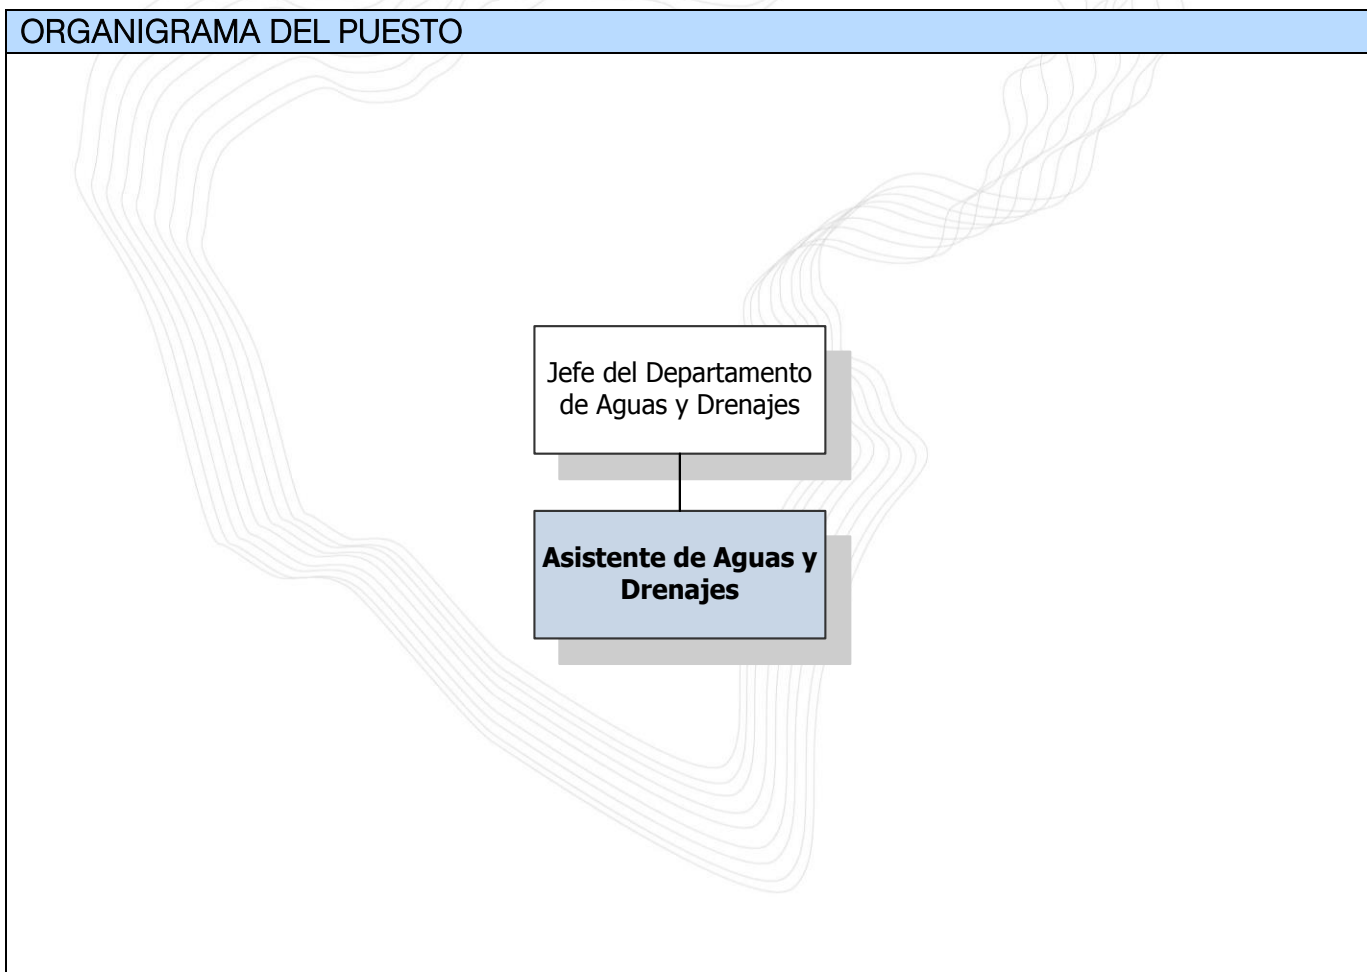 ORGANIGRAMA DEL PUESTO
Jefe del Departamento
de Aguas y Drenajes
Asistente de Aguas y
Drenajes